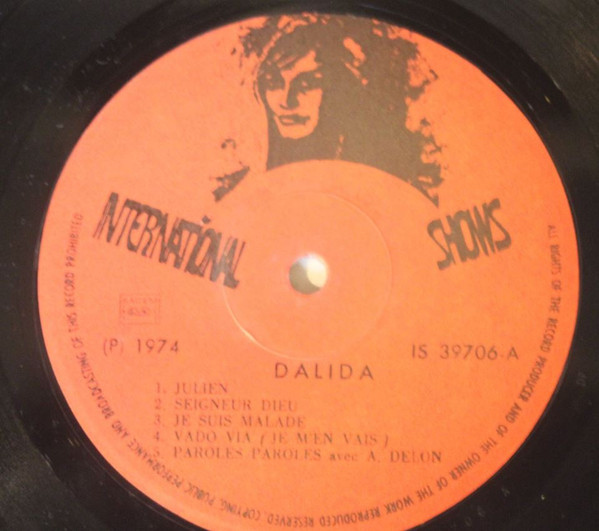 INTERNATIONAL SHOWS
(P) 1974
IS 39706-A
DALIDA
1. JULIEN
2. SEIGNEUR DIEU
3. JE SUIS MALADE
4. VADO VIA ( JE M'EN VAIS )
5. PAROLES PAROLES avec A. DELON
ALL RIGHTS OF THE RECORD PRODUCER AND OF THE OWNER OF THE WORK REPRODUCED RESERVED. COPYING, PUBLIC PERFORMANCE AND BROADCASTING OF THIS RECORD PROHIBITED